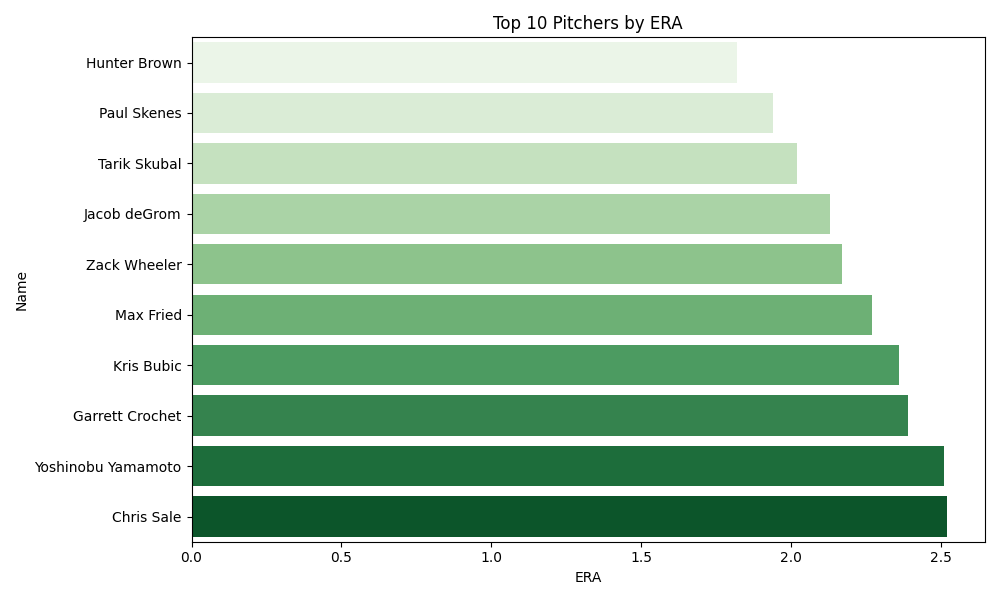 Top 10 Pitchers by ERA
Hunter Brown
Paul Skenes
Tarik Skubal
Jacob deGrom
Zack Wheeler
Max Fried
Kris Bubic
Garrett Crochet
Yoshinobu Yamamoto
Chris Sale
Name
0.0 0.5 1.0 1.5 2.0 2.5
ERA